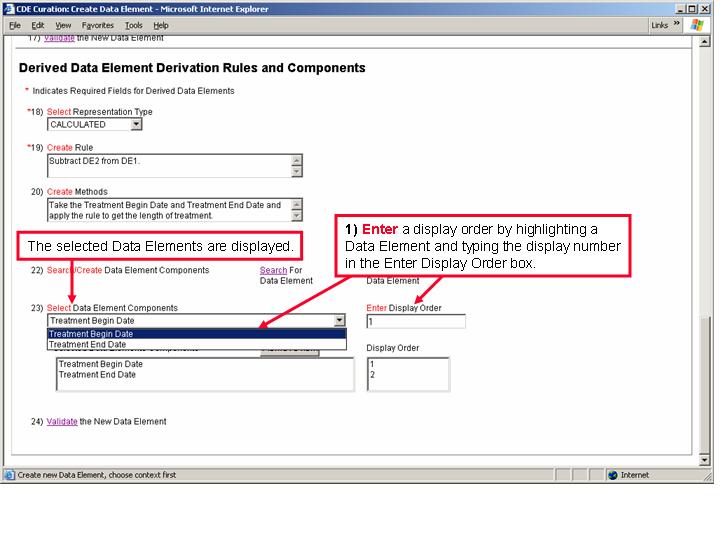 CDE Curation: Create Data Element - Microsoft Internet Explorer
File Edit View Favorites Tools Help Links »
17) Validate the New Data Element
Derived Data Element Derivation Rules and Components
* Indicates Required Fields for Derived Data Elements
*18) Select Representation Type
CALCULATED
*19) Create Rule
Subtract DE2 from DE1.
20) Create Methods
Take the Treatment Begin Date and Treatment End Date and
apply the rule to get the length of treatment.
The selected Data Elements are displayed.
1) Enter a display order by highlighting a
Data Element and typing the display number
in the Enter Display Order box.
22) Search/Create Data Element Components Search For
Data Element Data Element
23) Select Data Element Components Enter Display Order
Treatment Begin Date 1
Treatment Begin Date
Treatment End Date
Display Order
Treatment Begin Date 1
Treatment End Date 2
24) Validate the New Data Element
Create new Data Element, choose context first Internet